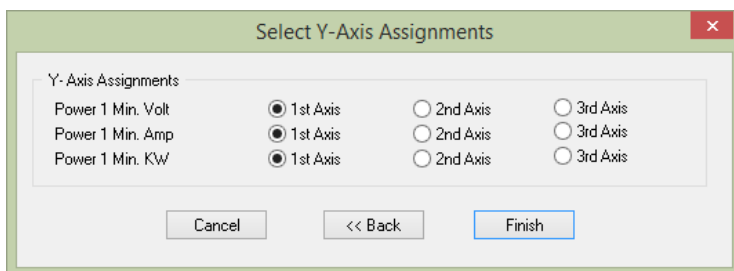 Select Y-Axis Assignments
Y- Axis Assignments
Power 1 Min. Volt 1st Axis 2nd Axis 3rd Axis
Power 1 Min. Amp 1st Axis 2nd Axis 3rd Axis
Power 1 Min. KW 1st Axis 2nd Axis 3rd Axis
Cancel << Back Finish